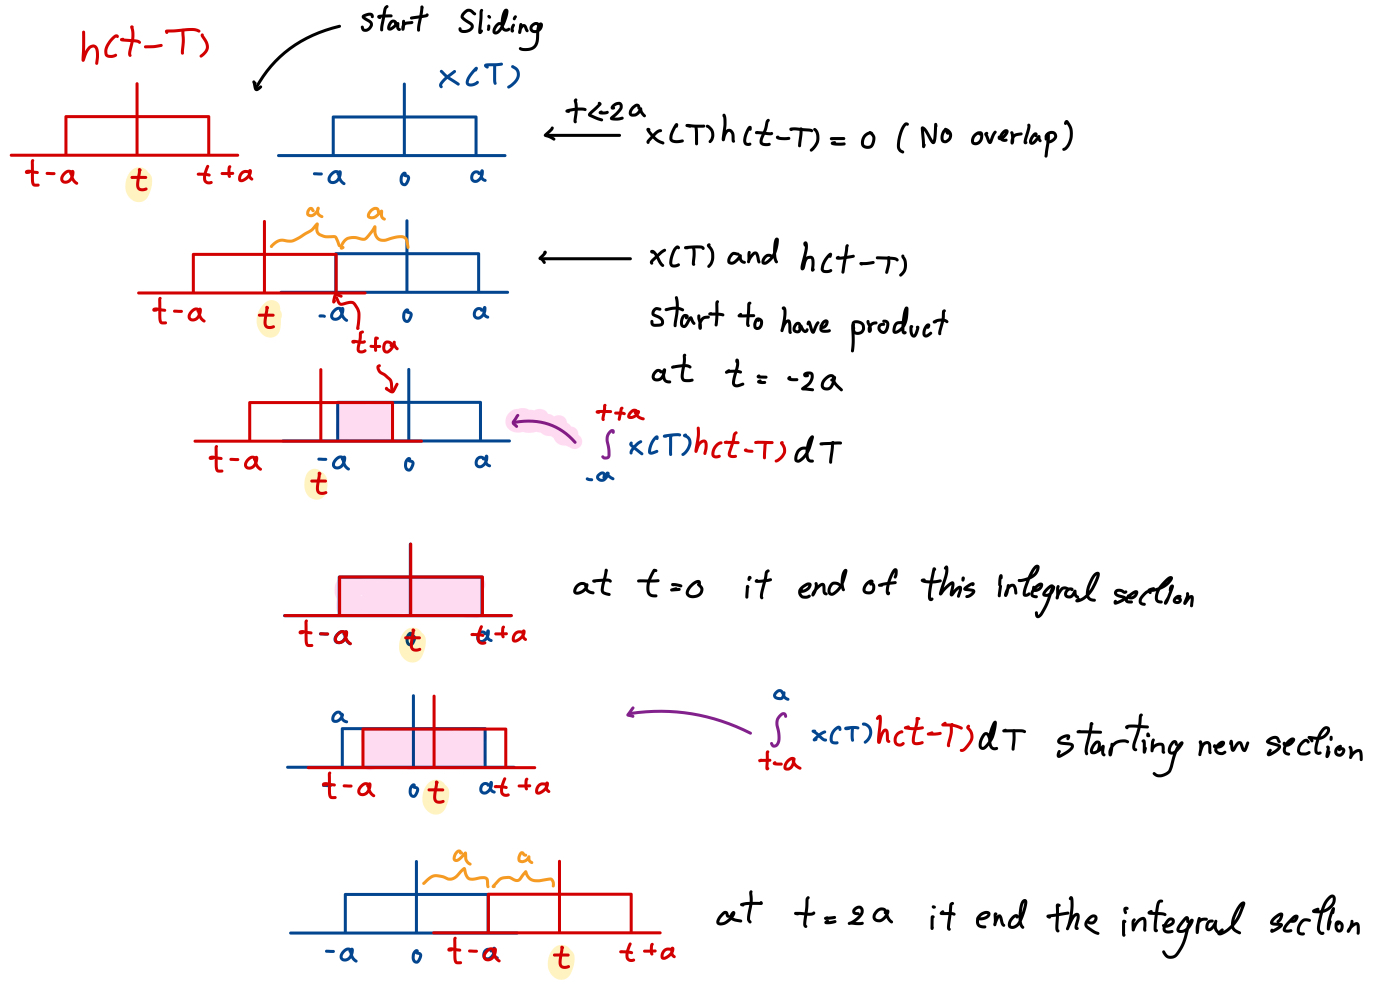 start Sliding
h(t-T)
x(T)
t<-2a
x(T)h(t-T) = 0 ( No overlap)
t-a t t+a -a 0 a
a a
x(T) and h(t-T)
start to have product
at t = -2a
t-a t -a 0 a
t+a
t+a
∫ x(T)h(t-T)dT
-a
t-a -a 0 a
t
at t=0 it end of this integral section
t-a 0 t a t+a
a
a
∫ x(T)h(t-T)dT starting new section
t-a
t-a 0 t a t+a
a a
at t=2a it end the integral section
-a 0 t-a a t t+a